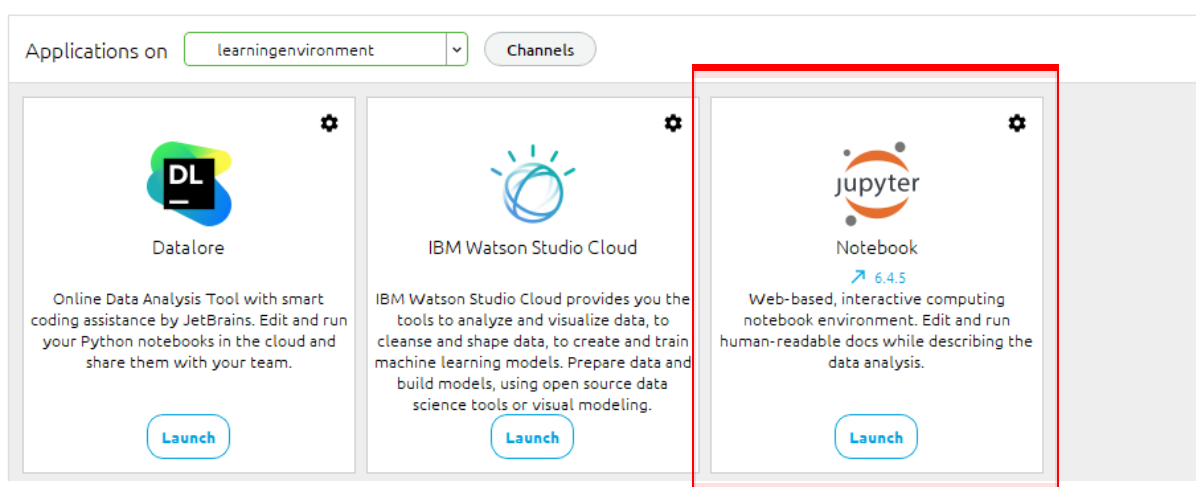 Applications on learningenvironment Channels
DL
Datalore
Online Data Analysis Tool with smart
coding assistance by JetBrains. Edit and run
your Python notebooks in the cloud and
share them with your team.
Launch
IBM Watson Studio Cloud
IBM Watson Studio Cloud provides you the
tools to analyze and visualize data, to
cleanse and shape data, to create and train
machine learning models. Prepare data and
build models, using open source data
science tools or visual modeling.
Launch
jupyter
Notebook
6.4.5
Web-based, interactive computing
notebook environment. Edit and run
human-readable docs while describing the
data analysis.
Launch